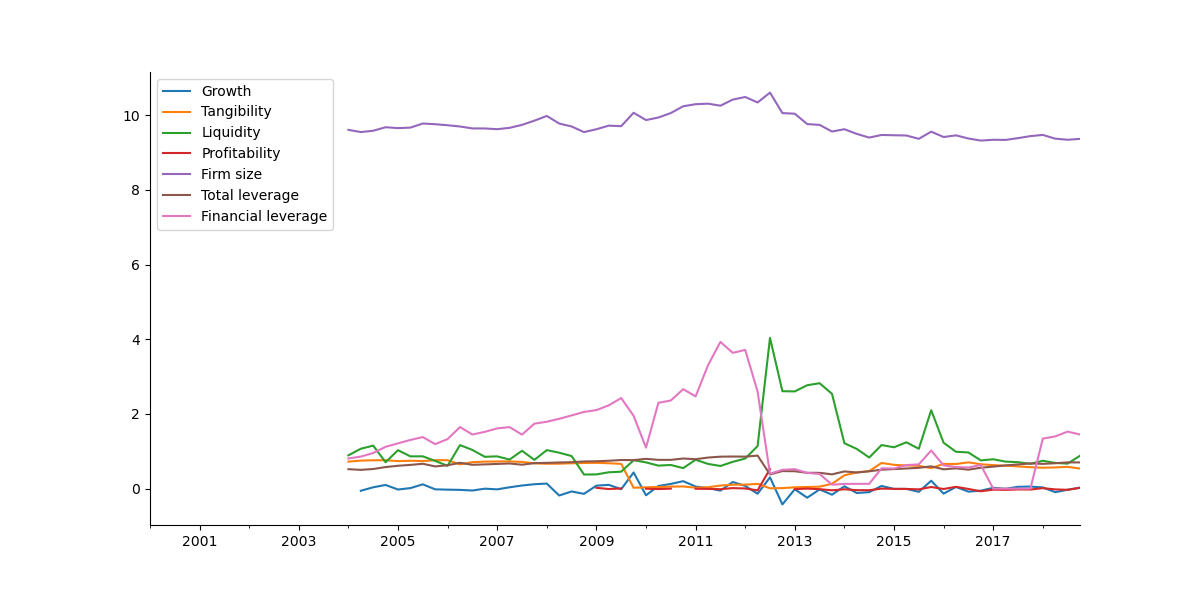 Growth
Tangibility
Liquidity
Profitability
Firm size
Total leverage
Financial leverage
10
8
6
4
2
0
2001 2003 2005 2007 2009 2011 2013 2015 2017